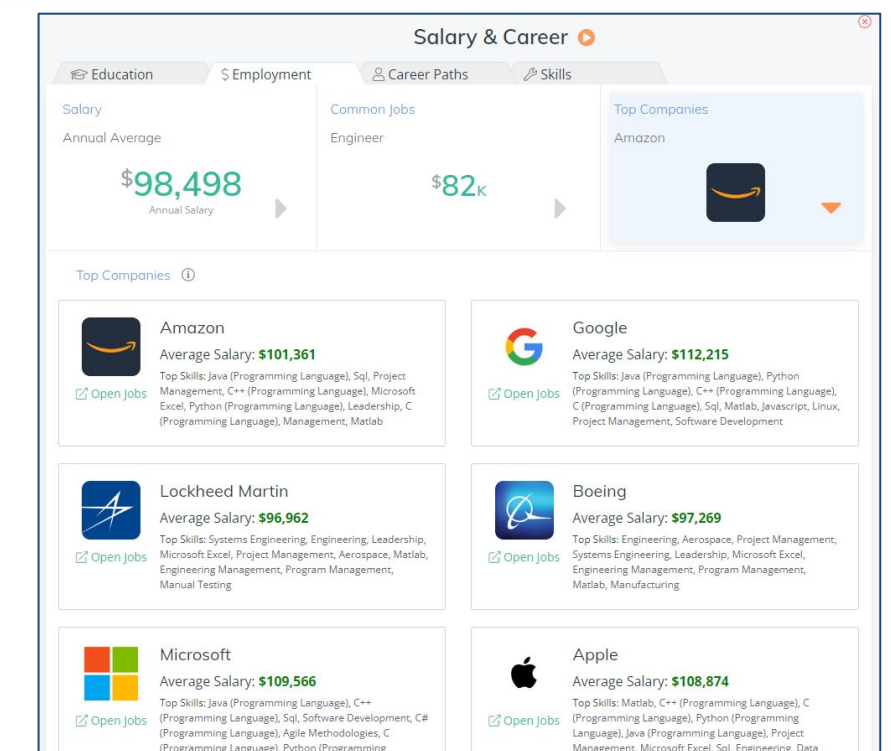 Salary & Career
Education
$ Employment
Career Paths
Skills
Salary
Annual Average
$98,498
Annual Salary
Common Jobs
Engineer
$82K
Top Companies
Amazon
Top Companies
Amazon
Average Salary: $101,361
Top Skills: Java (Programming Language), Sql, Project
Management, C++ (Programming Language), Microsoft
Excel, Python (Programming Language), Leadership, C
(Programming Language), Management, Matlab
Open Jobs
Google
Average Salary: $112,215
Top Skills: Java (Programming Language), Python
(Programming Language), C++ (Programming Language),
C (Programming Language), Sql, Matlab, Javascript, Linux,
Project Management, Software Development
Open Jobs
Lockheed Martin
Average Salary: $96,962
Top Skills: Systems Engineering, Engineering, Leadership,
Microsoft Excel, Project Management, Aerospace, Matlab,
Engineering Management, Program Management,
Manual Testing
Open Jobs
Boeing
Average Salary: $97,269
Top Skills: Engineering, Aerospace, Project Management,
Systems Engineering, Leadership, Microsoft Excel,
Engineering Management, Program Management,
Matlab, Manufacturing
Open Jobs
Microsoft
Average Salary: $109,566
Top Skills: Java (Programming Language), C++
(Programming Language), Sql, Software Development, C#
(Programming Language), Agile Methodologies, C
(Programming Language), Python (Programming
Open Jobs
Apple
Average Salary: $108,874
Top Skills: Matlab, C++ (Programming Language), C
(Programming Language), Python (Programming
Language), Java (Programming Language), Project
Management, Microsoft Excel, Sql, Engineering, Data
Open Jobs